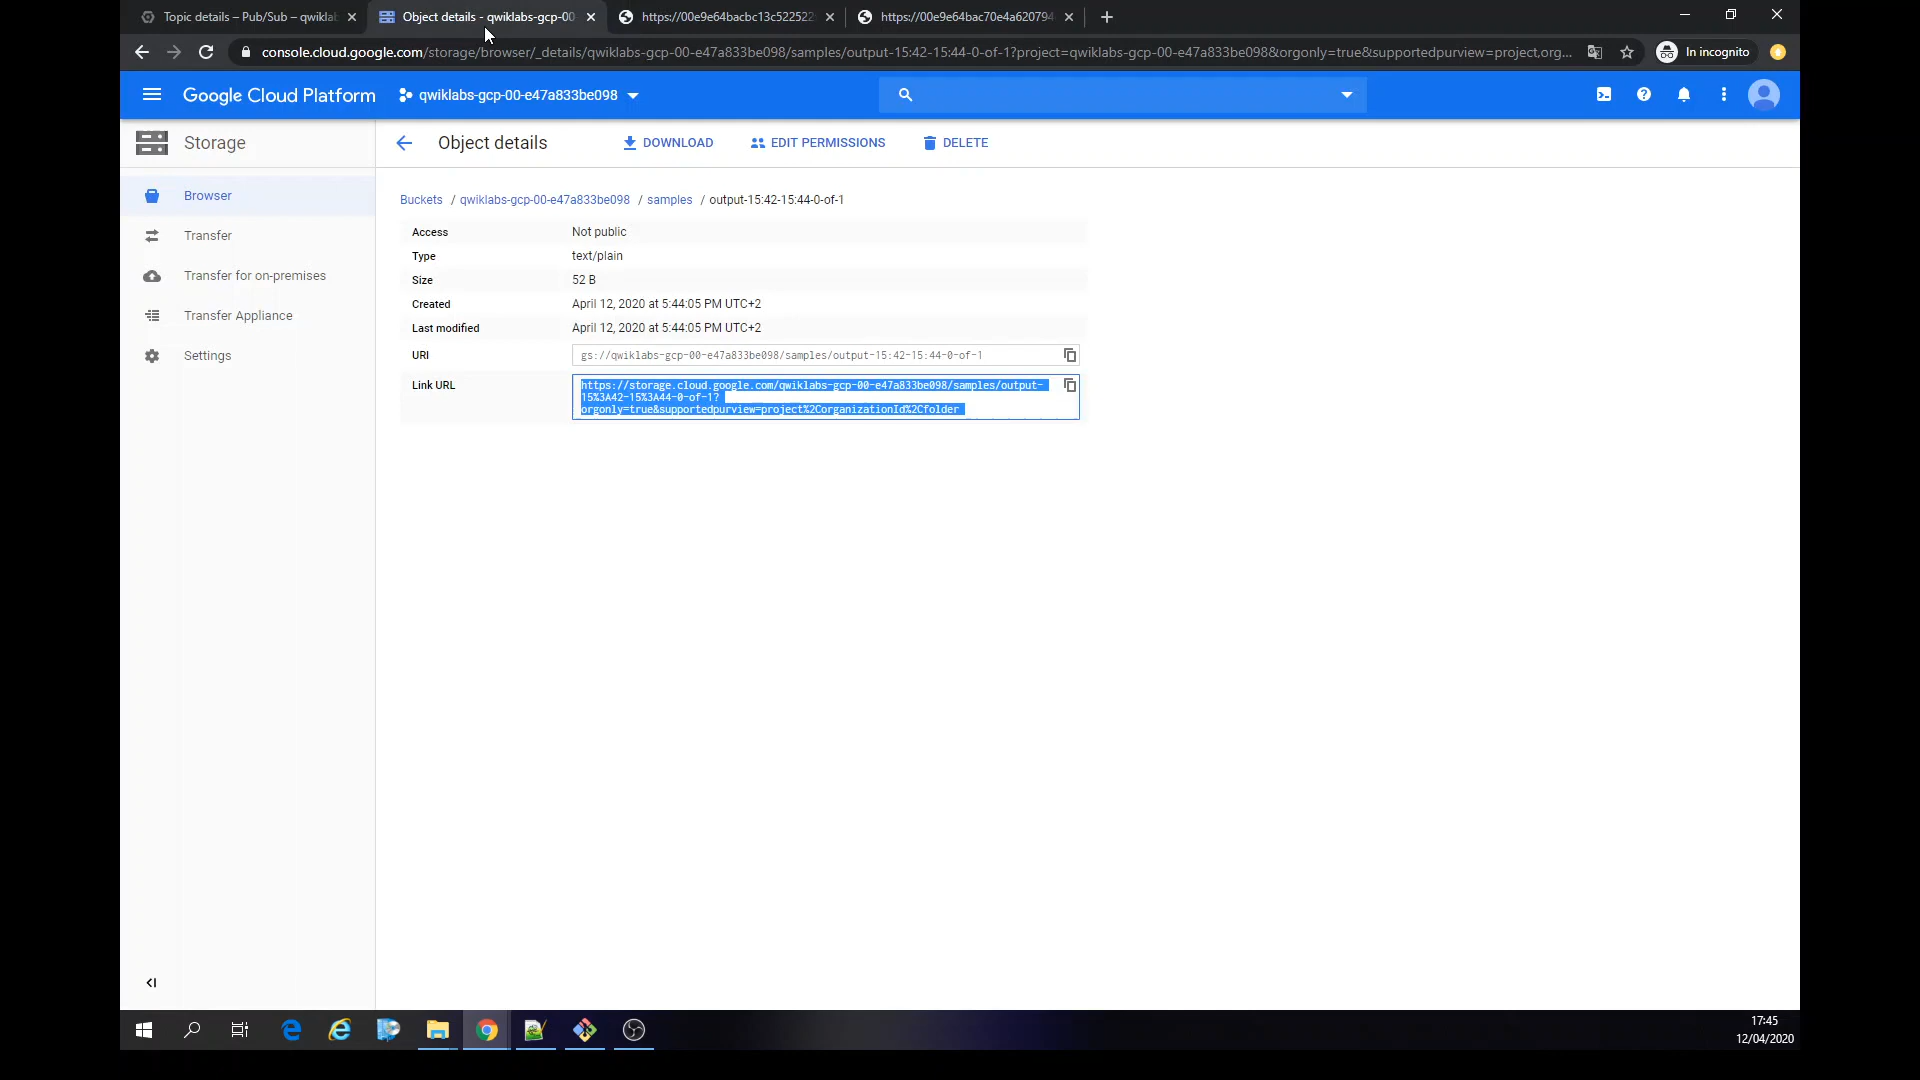 Topic details – Pub/Sub – qwikla
Object details - qwiklabs-gcp-00
https://00e9e64bacbc13c522522
https://00e9e64bac70e4a620794
console.cloud.google.com/storage/browser/_details/qwiklabs-gcp-00-e47a833be098/samples/output-15:42-15:44-0-of-1?project=qwiklabs-gcp-00-e47a833be098&orgonly=true&supportedpurview=project,org...
In incognito
Google Cloud Platform
qwiklabs-gcp-00-e47a833be098
Storage
Object details
DOWNLOAD
EDIT PERMISSIONS
DELETE
Browser
Transfer
Transfer for on-premises
Transfer Appliance
Settings
Buckets / qwiklabs-gcp-00-e47a833be098 / samples / output-15:42-15:44-0-of-1
Access Not public
Type text/plain
Size 52 B
Created April 12, 2020 at 5:44:05 PM UTC+2
Last modified April 12, 2020 at 5:44:05 PM UTC+2
URI gs://qwiklabs-gcp-00-e47a833be098/samples/output-15:42-15:44-0-of-1
Link URL https://storage.cloud.google.com/qwiklabs-gcp-00-e47a833be098/samples/output-
15%3A42-15%3A44-0-of-1?
orgonly=true&supportedpurview=project%2CorganizationId%2Cfolder
17:45
12/04/2020